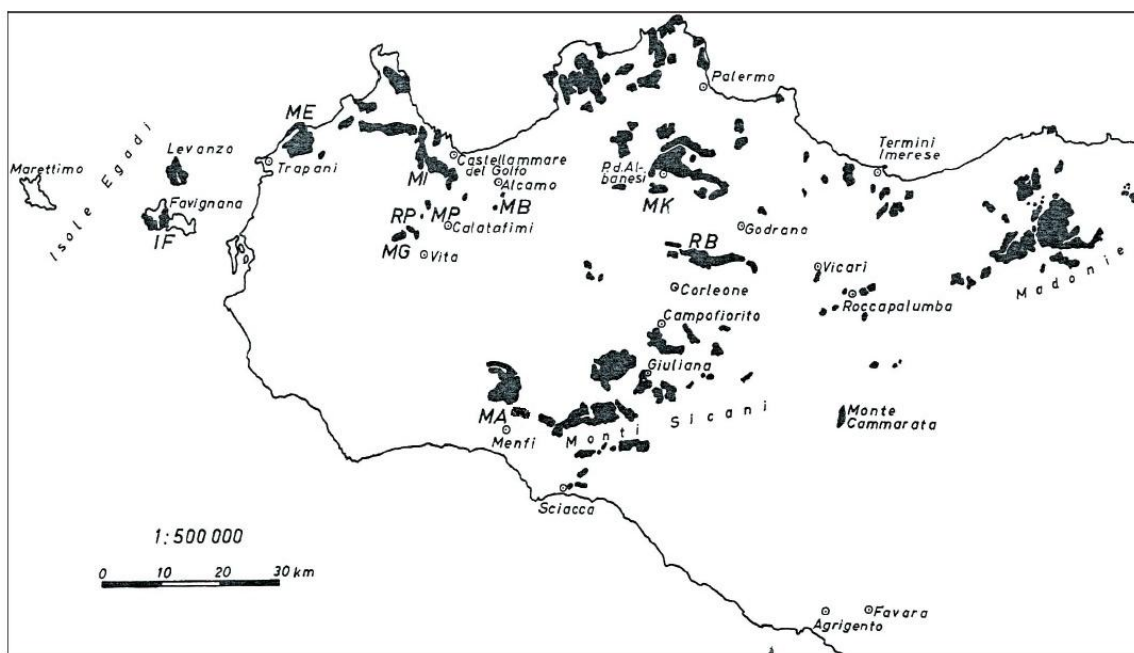 Palermo
ME
Levanzo
Marettimo
Isole Egadi
Trapani
Castellammare
del Golfo
Termini
Imerese
MI
P.d.Al-
banesi
Alcamo
Favignana
RP
MP
MB
MK
IF
Calatafimi
Godrano
MG
Vita
RB
Vicari
Madonie
Corleone
Roccapalumba
Campofiorito
Giuliana
MA
Monti Sicani
Monte
Cammarata
Menfi
Sciacca
1:500 000
0 10 20 30 km
Agrigento
Favara